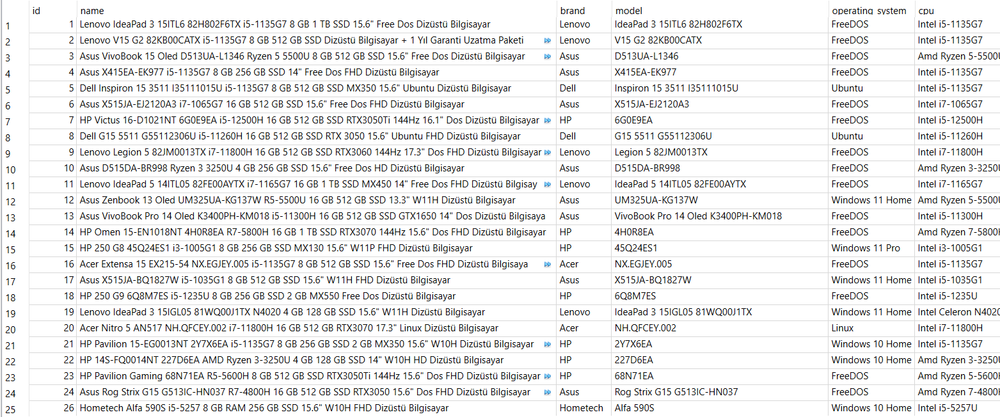 id name brand model operating_system cpu
1 1 Lenovo IdeaPad 3 15ITL6 82H802F6TX i5-1135G7 8 GB 1 TB SSD 15.6" Free Dos Dizüstü Bilgisayar Lenovo IdeaPad 3 15ITL6 82H802F6TX FreeDOS Intel i5-1135G7
2 2 Lenovo V15 G2 82KB00CATX i5-1135G7 8 GB 512 GB SSD Dizüstü Bilgisayar + 1 Yıl Garanti Uzatma Paketi Lenovo V15 G2 82KB00CATX FreeDOS Intel i5-1135G7
3 3 Asus VivoBook 15 Oled D513UA-L1346 Ryzen 5 5500U 8 GB 512 GB SSD 15.6" Free Dos Dizüstü Bilgisayar Asus D513UA-L1346 FreeDOS Amd Ryzen 5-5500U
4 4 Asus X415EA-EK977 i5-1135G7 8 GB 256 GB SSD 14" Free Dos FHD Dizüstü Bilgisayar Asus X415EA-EK977 FreeDOS Intel i5-1135G7
5 5 Dell Inspiron 15 3511 I35111015U i5-1135G7 8 GB 512 GB SSD MX350 15.6" Ubuntu Dizüstü Bilgisayar Dell Inspiron 15 3511 I35111015U Ubuntu Intel i5-1135G7
6 6 Asus X515JA-EJ2120A3 i7-1065G7 16 GB 512 GB SSD 15.6" Free Dos FHD Dizüstü Bilgisayar Asus X515JA-EJ2120A3 FreeDOS Intel i7-1065G7
7 7 HP Victus 16-D1021NT 6G0E9EA i5-12500H 16 GB 512 GB SSD RTX3050Ti 144Hz 16.1" Dos Dizüstü Bilgisayar HP 6G0E9EA FreeDOS Intel i5-12500H
8 8 Dell G15 5511 G55112306U i5-11260H 16 GB 512 GB SSD RTX 3050 15.6" Ubuntu FHD Dizüstü Bilgisayar Dell G15 5511 G55112306U Ubuntu Intel i5-11260H
9 9 Lenovo Legion 5 82JM0013TX i7-11800H 16 GB 512 GB SSD RTX3060 144Hz 17.3" Dos FHD Dizüstü Bilgisayar Lenovo Legion 5 82JM0013TX FreeDOS Intel i7-11800H
10 10 Asus D515DA-BR998 Ryzen 3 3250U 4 GB 256 GB SSD 15.6" Free Dos HD Dizüstü Bilgisayar Asus D515DA-BR998 FreeDOS Amd Ryzen 3-3250U
11 11 Lenovo IdeaPad 5 14ITL05 82FE00AYTX i7-1165G7 16 GB 1 TB SSD MX450 14" Free Dos FHD Dizüstü Bilgisay Lenovo IdeaPad 5 14ITL05 82FE00AYTX FreeDOS Intel i7-1165G7
12 12 Asus Zenbook 13 Oled UM325UA-KG137W R5-5500U 16 GB 512 GB SSD 13.3" W11H Dizüstü Bilgisayar Asus UM325UA-KG137W Windows 11 Home Amd Ryzen 5-5500U
13 13 Asus VivoBook Pro 14 Oled K3400PH-KM018 i5-11300H 16 GB 512 GB SSD GTX1650 14" Dos Dizüstü Bilgisaya Asus VivoBook Pro 14 Oled K3400PH-KM018 FreeDOS Intel i5-11300H
14 14 HP Omen 15-EN1018NT 4H0R8EA R7-5800H 16 GB 1 TB SSD RTX3070 144Hz 15.6" Dos FHD Dizüstü Bilgisayar HP 4H0R8EA FreeDOS Amd Ryzen 7-5800H
15 15 HP 250 G8 45Q24ES1 i3-1005G1 8 GB 256 GB SSD MX130 15.6" W11P FHD Dizüstü Bilgisayar HP 45Q24ES1 Windows 11 Pro Intel i3-1005G1
16 16 Acer Extensa 15 EX215-54 NX.EGJEY.005 i5-1135G7 8 GB 512 GB SSD 15.6" Free Dos FHD Dizüstü Bilgisaya Acer NX.EGJEY.005 FreeDOS Intel i5-1135G7
17 17 Asus X515JA-BQ1827W i5-1035G1 8 GB 512 GB SSD 15.6" W11H FHD Dizüstü Bilgisayar Asus X515JA-BQ1827W Windows 11 Home Intel i5-1035G1
18 18 HP 250 G9 6Q8M7ES i5-1235U 8 GB 256 GB SSD 2 GB MX550 Free Dos Dizüstü Bilgisayar HP 6Q8M7ES FreeDOS Intel i5-1235U
19 19 Lenovo IdeaPad 3 15IGL05 81WQ00J1TX N4020 4 GB 128 GB SSD 15.6" W11H Dizüstü Bilgisayar Lenovo IdeaPad 3 15IGL05 81WQ00J1TX Windows 11 Home Intel Celeron N4020
20 20 Acer Nitro 5 AN517 NH.QFCEY.002 i7-11800H 16 GB 512 GB RTX3070 17.3" Linux Dizüstü Bilgisayar Acer NH.QFCEY.002 Linux Intel i7-11800H
21 21 HP Pavilion 15-EG0013NT 2Y7X6EA i5-1135G7 8 GB 256 GB SSD 2 GB MX350 15.6" W10H Dizüstü Bilgisayar HP 2Y7X6EA Windows 10 Home Intel i5-1135G7
22 22 HP 14S-FQ0014NT 227D6EA AMD Ryzen 3-3250U 4 GB 128 GB SSD 14" W10H HD Dizüstü Bilgisayar HP 227D6EA Windows 10 Home Amd Ryzen 3-3250U
23 23 HP Pavilion Gaming 68N71EA R5-5600H 8 GB 512 GB SSD RTX3050Ti 144Hz 15.6" Dos FHD Dizüstü Bilgisayar HP 68N71EA FreeDOS Amd Ryzen 5-5600H
24 24 Asus Rog Strix G15 G513IC-HN037 R7-4800H 16 GB 512 GB SSD RTX3050 15.6" Dos FHD Dizüstü Bilgisayar Asus Rog Strix G15 G513IC-HN037 FreeDOS Amd Ryzen 7-4800H
25 26 Hometech Alfa 590S i5-5257 8 GB RAM 256 GB SSD 15.6" W10H FHD Dizüstü Bilgisayar Hometech Alfa 590S Windows 10 Home Intel i5-5257U